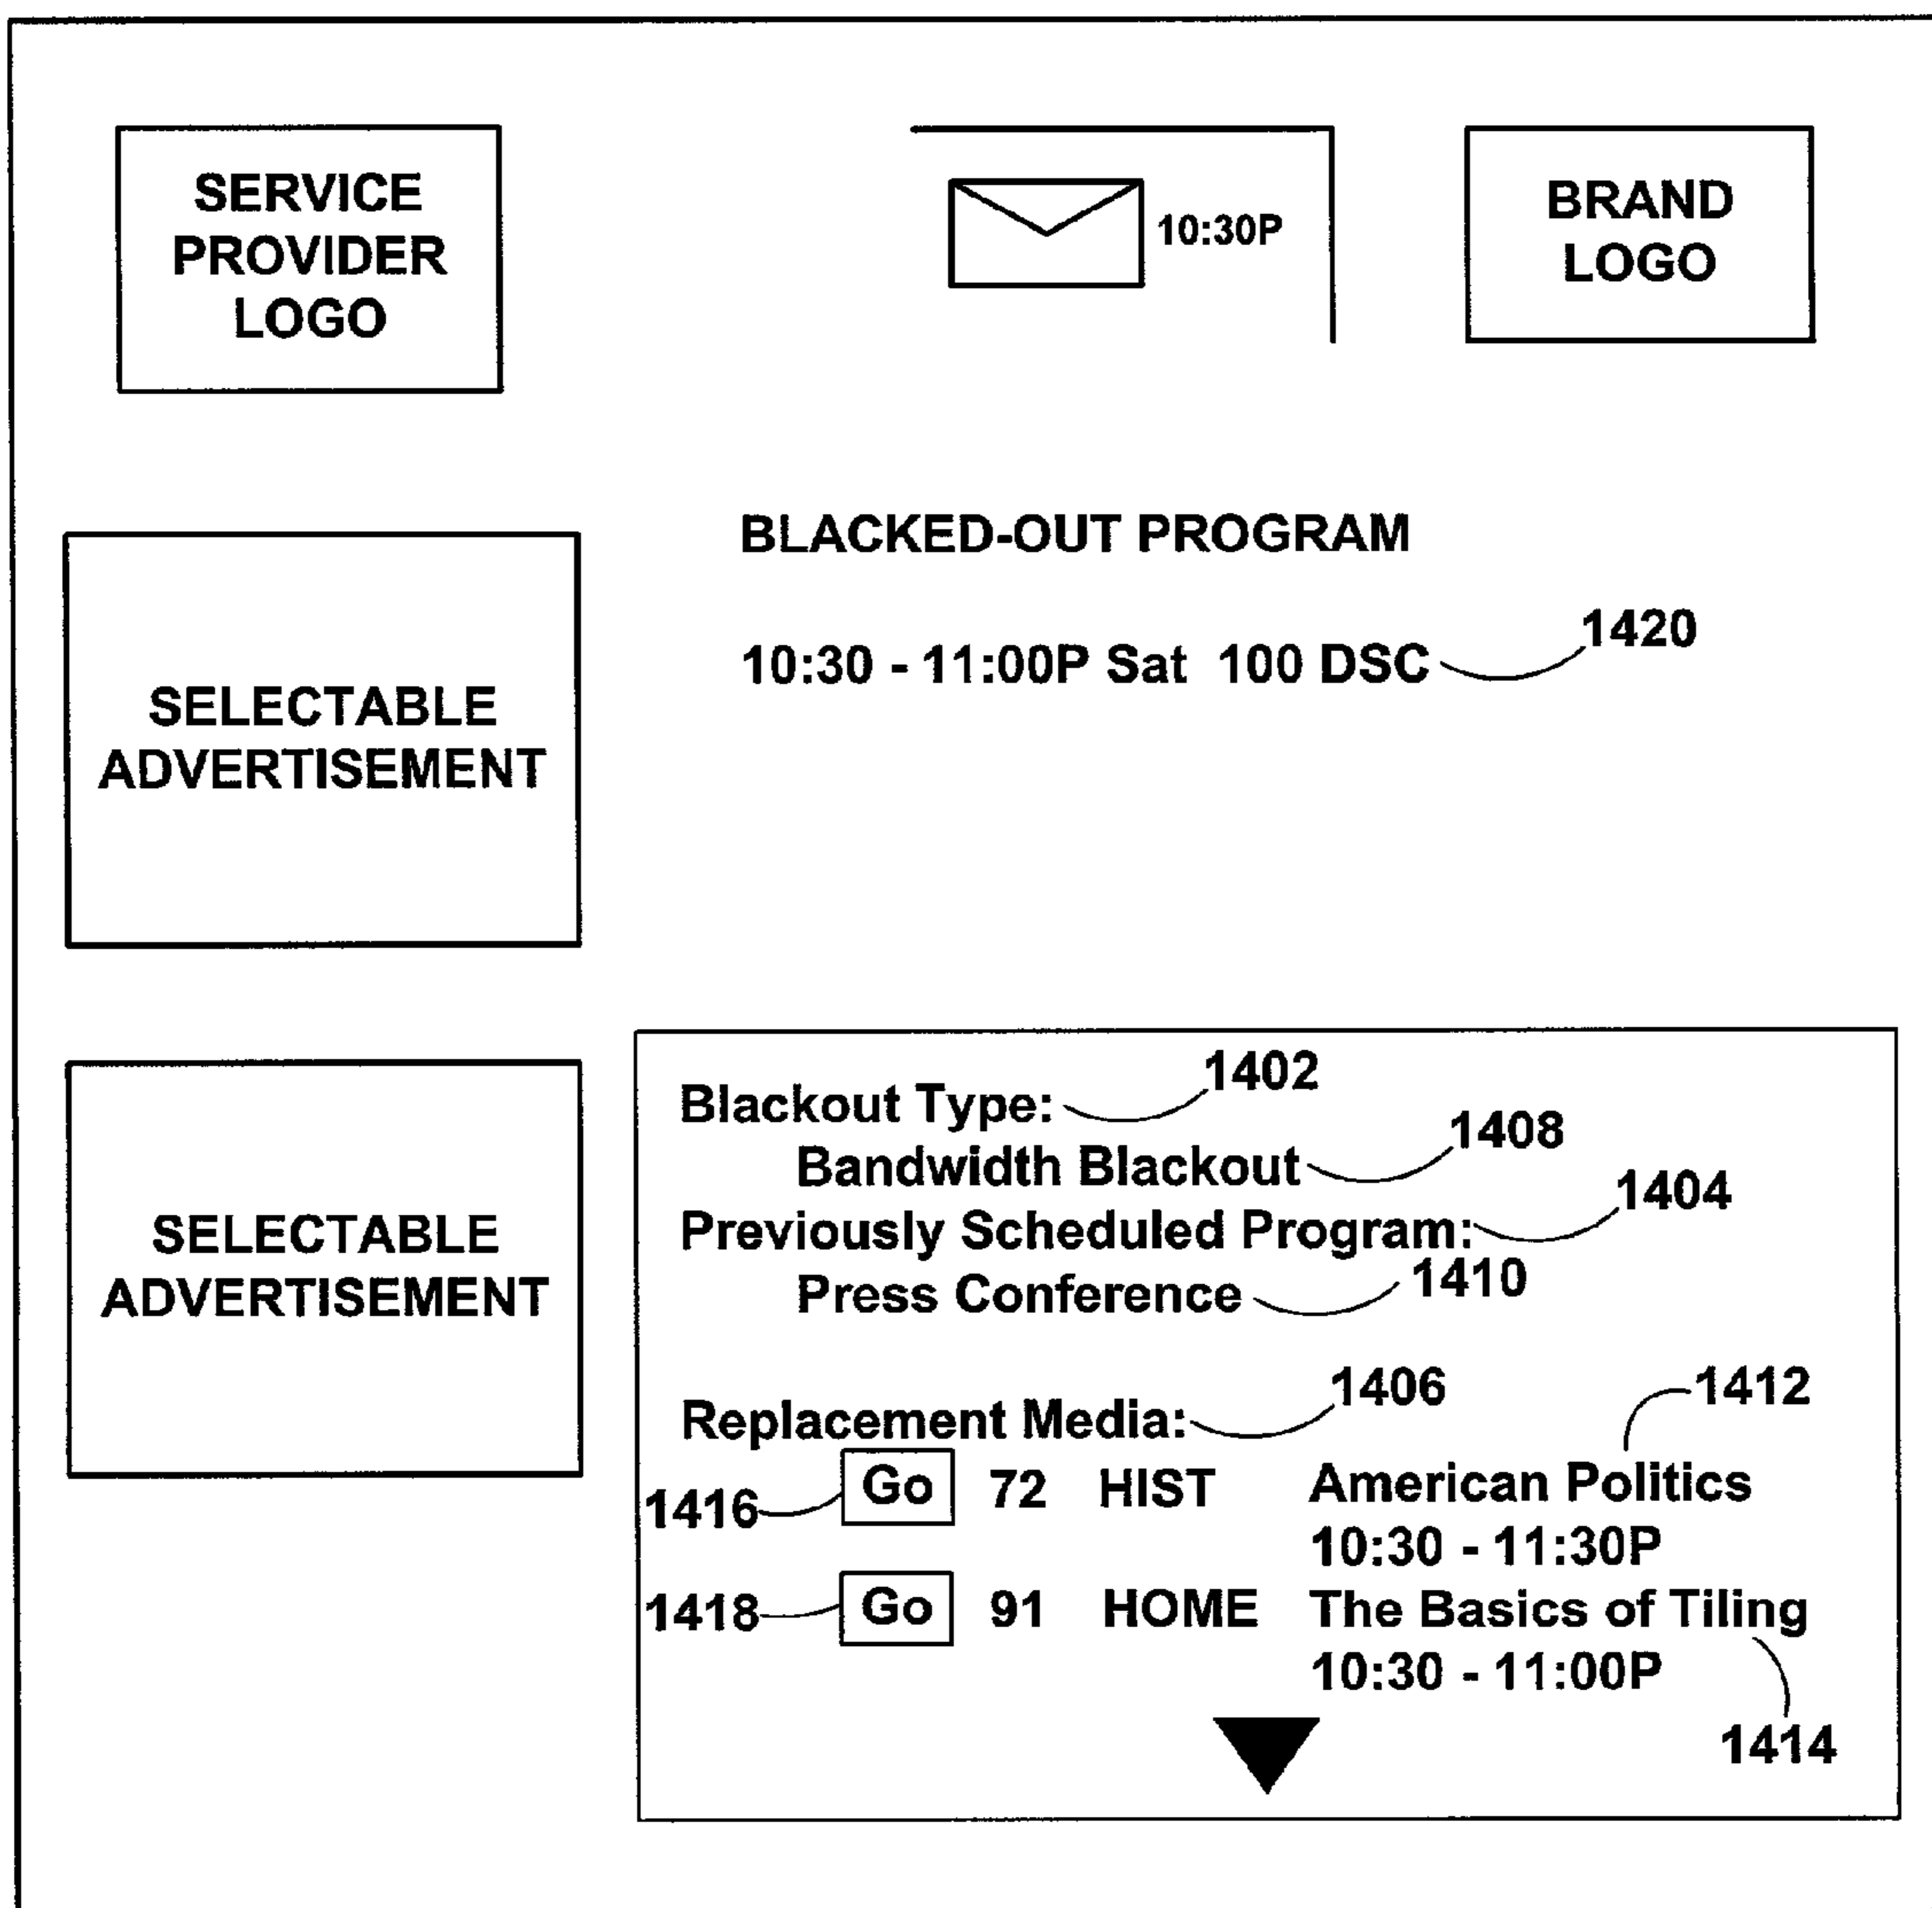 SERVICE
PROVIDER
LOGO
10:30P
BRAND
LOGO
BLACKED-OUT PROGRAM
1420
10:30 - 11:00P Sat 100 DSC
SELECTABLE
ADVERTISEMENT
SELECTABLE
ADVERTISEMENT
1402
Blackout Type:
1408
Bandwidth Blackout
1404
Previously Scheduled Program:
Press Conference 1410
1406
1412
Replacement Media:
1416 Go 72 HIST American Politics
10:30 - 11:30P
1418 Go 91 HOME The Basics of Tiling
10:30 - 11:00P
1414